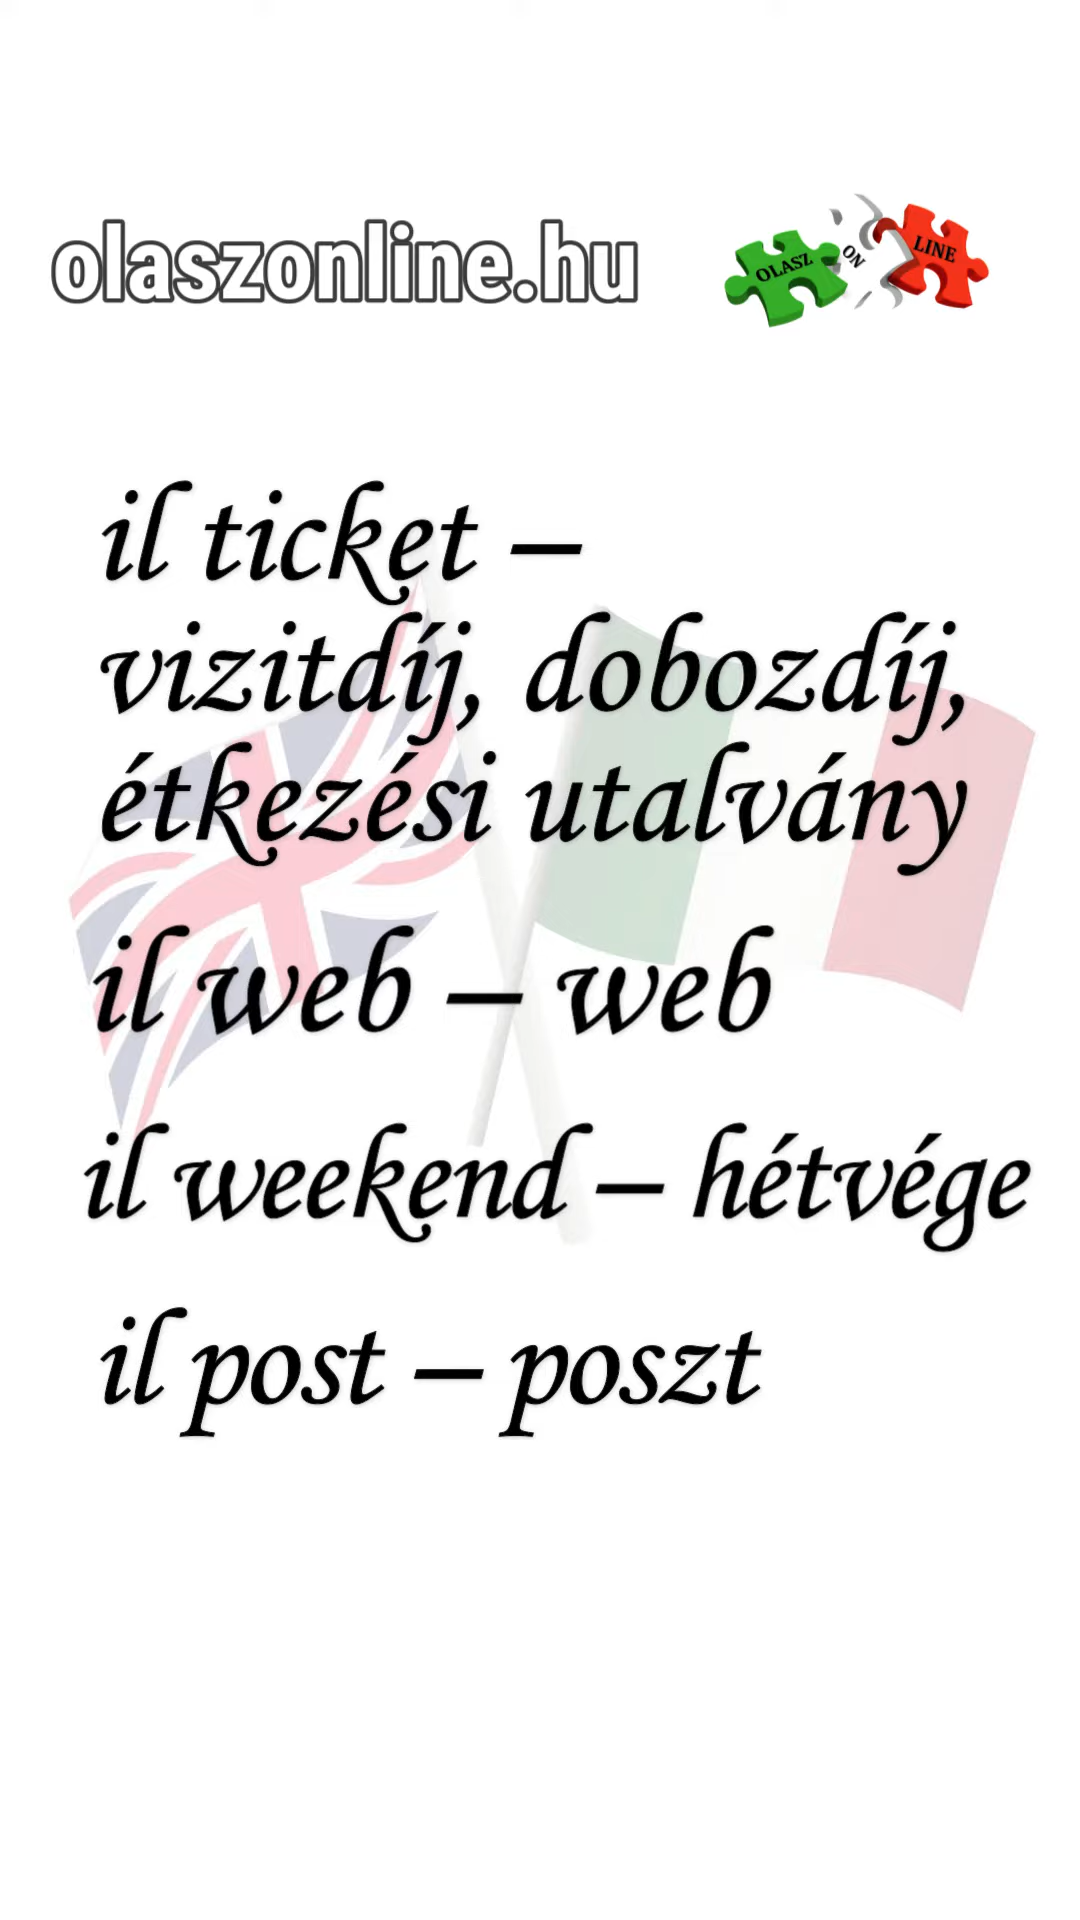 olaszonline.hu
OLASZ ON LINE
il ticket –
vizitdíj, dobozdíj,
étkezési utalvány
il web – web
il weekend – hétvége
il post – poszt